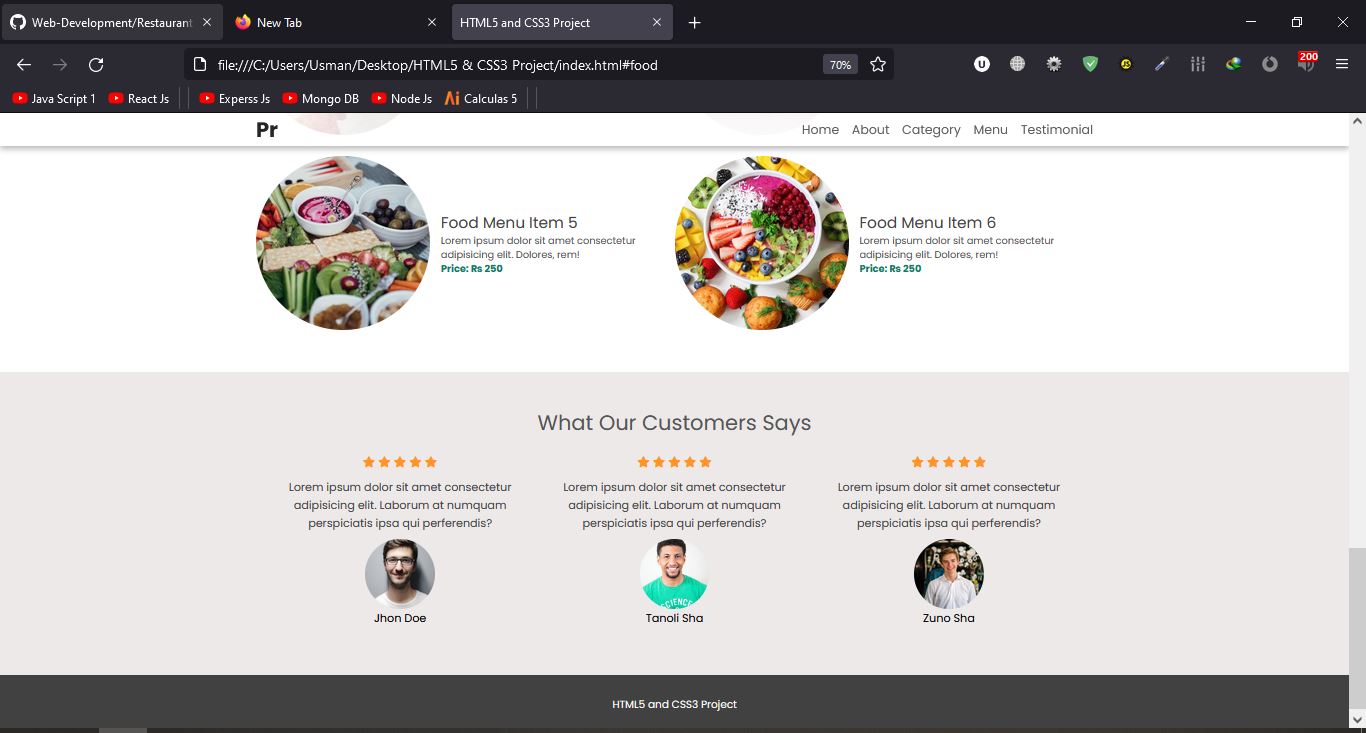 Web-Development/Restaurant
New Tab
HTML5 and CSS3 Project
file:///C:/Users/Usman/Desktop/HTML5 & CSS3 Project/index.html#food
70%
U
JS
200
Java Script 1
React Js
Experss Js
Mongo DB
Node Js
Ai Calculas 5
Pr
Home About Category Menu Testimonial
Food Menu Item 5
Lorem ipsum dolor sit amet consectetur
adipisicing elit. Dolores, rem!
Price: Rs 250
Food Menu Item 6
Lorem ipsum dolor sit amet consectetur
adipisicing elit. Dolores, rem!
Price: Rs 250
What Our Customers Says
Lorem ipsum dolor sit amet consectetur
adipisicing elit. Laborum at numquam
perspiciatis ipsa qui perferendis?
Jhon Doe
Lorem ipsum dolor sit amet consectetur
adipisicing elit. Laborum at numquam
perspiciatis ipsa qui perferendis?
SCIENCE
Tanoli Sha
Lorem ipsum dolor sit amet consectetur
adipisicing elit. Laborum at numquam
perspiciatis ipsa qui perferendis?
Zuno Sha
HTML5 and CSS3 Project